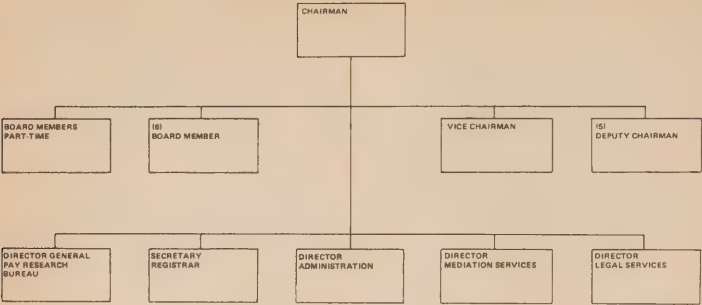 CHAIRMAN
BOARD MEMBERS
PART-TIME
(6)
BOARD MEMBER
VICE CHAIRMAN
(5)
DEPUTY CHAIRMAN
DIRECTOR GENERAL
PAY RESEARCH
BUREAU
SECRETARY
REGISTRAR
DIRECTOR
ADMINISTRATION
DIRECTOR
MEDIATION SERVICES
DIRECTOR
LEGAL SERVICES